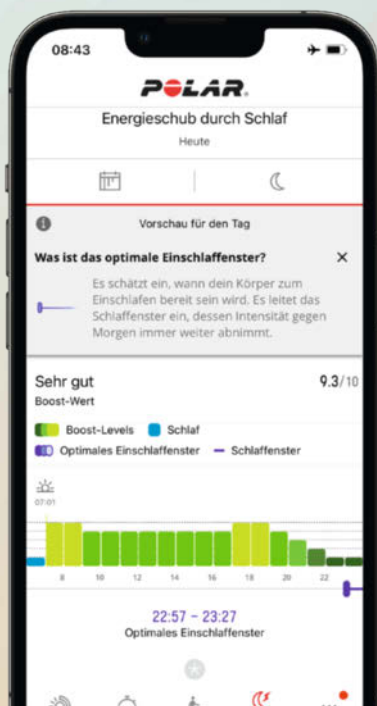 08:43
POLAR.
Energieschub durch Schlaf
Heute
Vorschau für den Tag
Was ist das optimale Einschlaffenster?
Es schätzt ein, wann dein Körper zum
Einschlafen bereit sein wird. Es leitet das
Schlaffenster ein, dessen Intensität gegen
Morgen immer weiter abnimmt.
Sehr gut 9.3/10
Boost-Wert
Boost-Levels Schlaf
Optimales Einschlaffenster Schlaffenster
07:01
8 10 12 14 16 18 20 22
22:57 – 23:27
Optimales Einschlaffenster